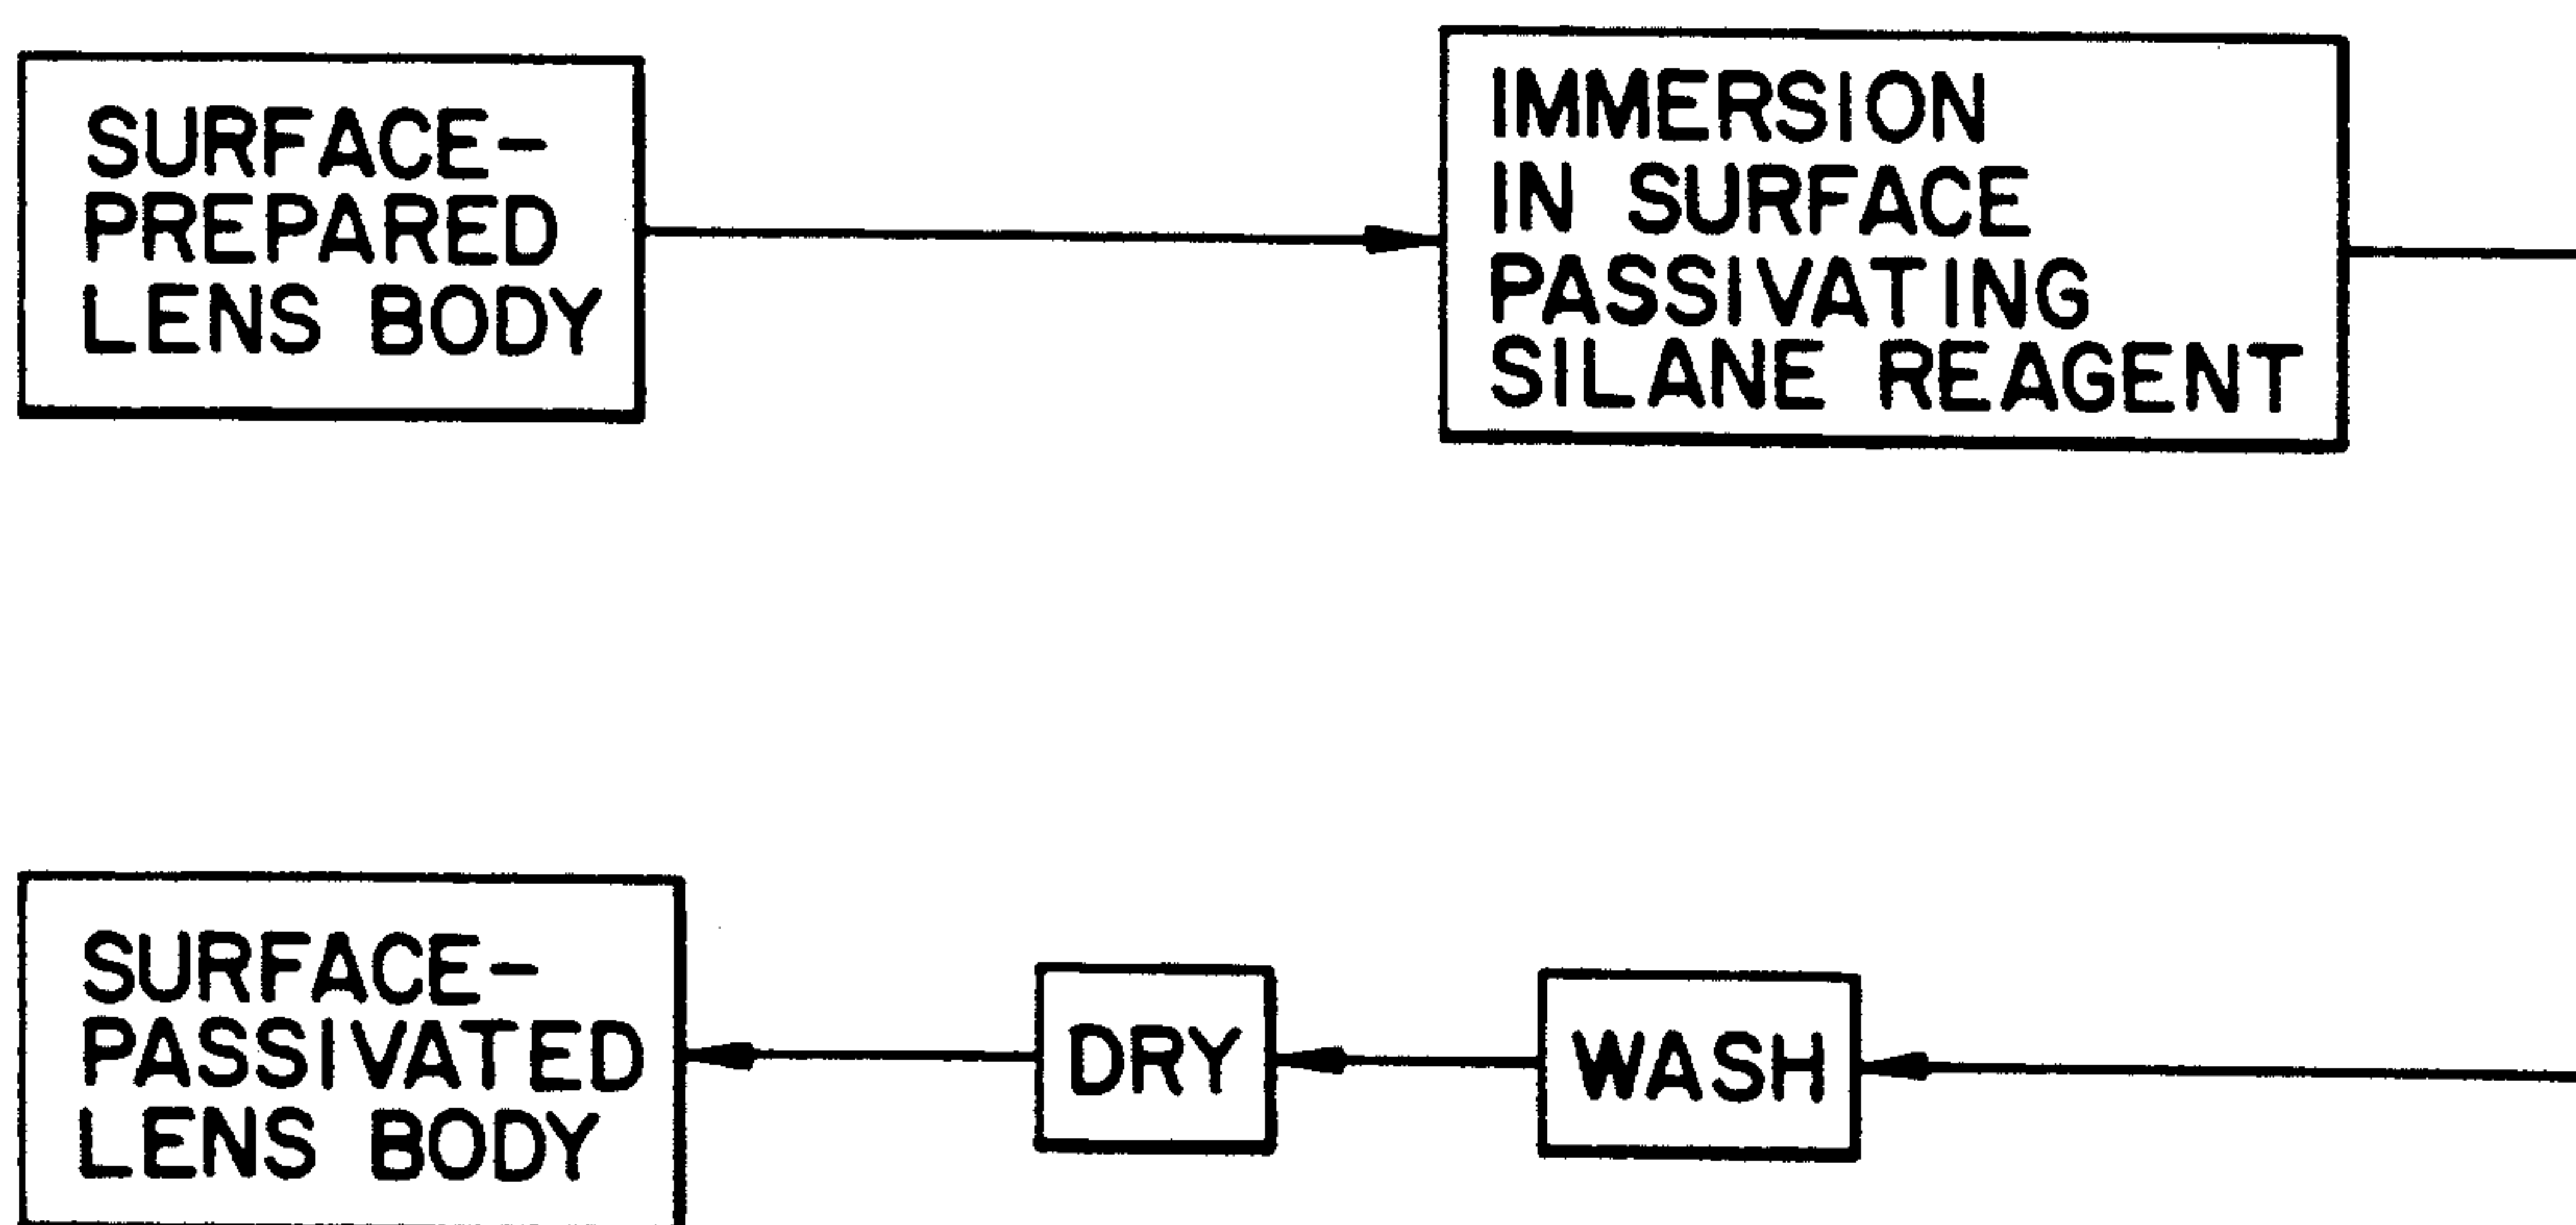 SURFACE-
PREPARED
LENS BODY
IMMERSION
IN SURFACE
PASSIVATING
SILANE REAGENT
SURFACE-
PASSIVATED
LENS BODY
DRY
WASH